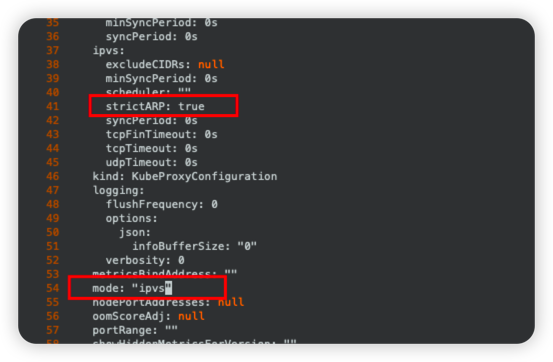 35 minSyncPeriod: 0s
36 syncPeriod: 0s
37 ipvs:
38 excludeCIDRs: null
39 minSyncPeriod: 0s
40 scheduler: ""
41 strictARP: true
42 syncPeriod: 0s
43 tcpFinTimeout: 0s
44 tcpTimeout: 0s
45 udpTimeout: 0s
46 kind: KubeProxyConfiguration
47 logging:
48 flushFrequency: 0
49 options:
50 json:
51 infoBufferSize: "0"
52 verbosity: 0
53 metricsBindAddress: ""
54 mode: "ipvs"
55 nodePortAddresses: null
56 oomScoreAdj: null
57 portRange: ""
58 showHiddenMetricsForVersion: ""